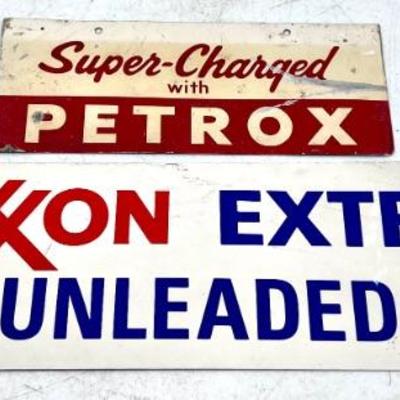 Super-Charged
with
PETROX
XON EXTE
UNLEADED